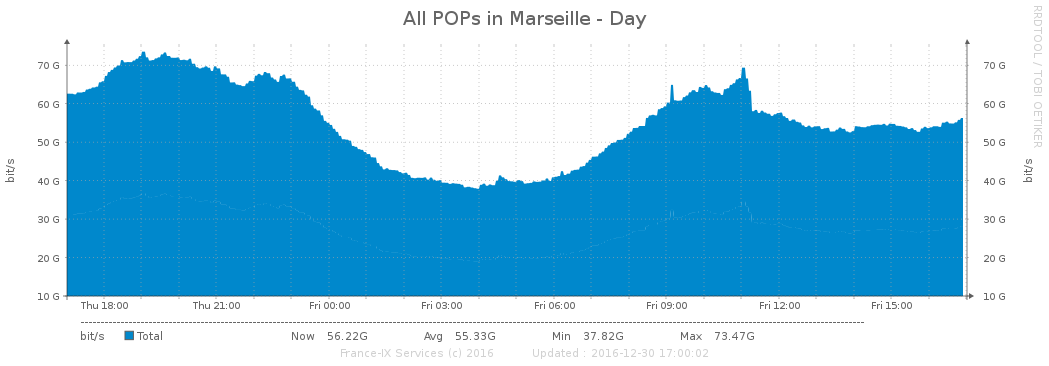 All POPs in Marseille - Day
RRDTOOL / TOBI OETIKER
bit/s
70 G 70 G
60 G 60 G
50 G 50 G
40 G 40 G
30 G 30 G
20 G 20 G
10 G 10 G
bit/s
Thu 18:00 Thu 21:00 Fri 00:00 Fri 03:00 Fri 06:00 Fri 09:00 Fri 12:00 Fri 15:00
bit/s Total Now 56.22G Avg 55.33G Min 37.82G Max 73.47G
France-IX Services (c) 2016 Updated : 2016-12-30 17:00:02